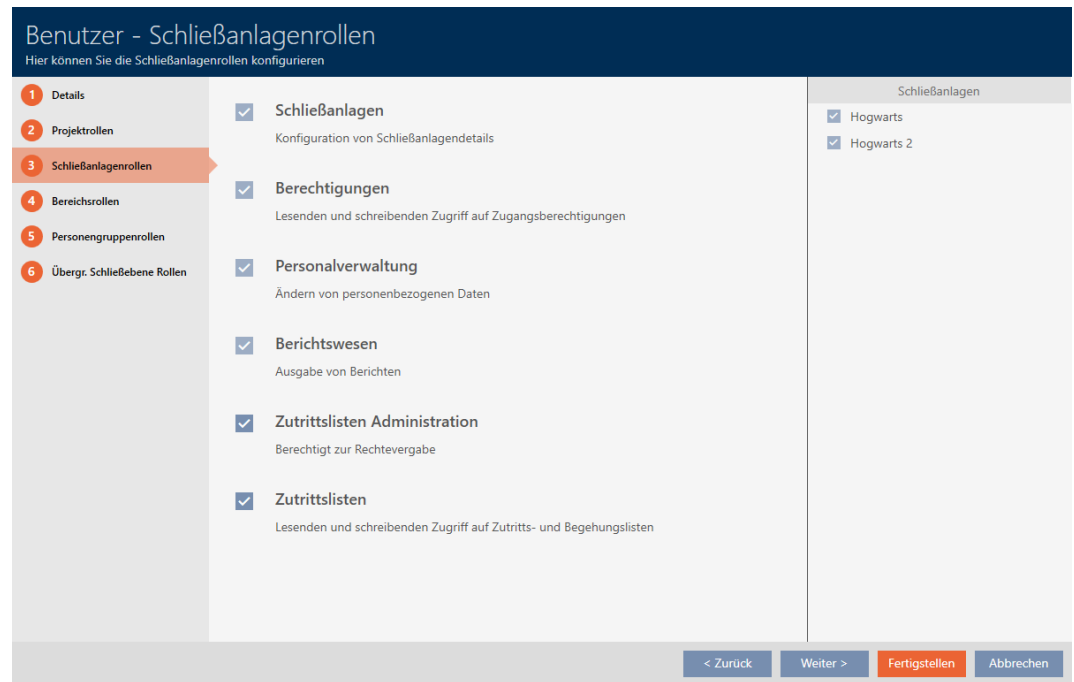 Benutzer - Schließanlagenrollen
Hier können Sie die Schließanlagenrollen konfigurieren
1 Details
2 Projektrollen
3 Schließanlagenrollen
4 Bereichsrollen
5 Personengruppenrollen
6 Übergr. Schließebene Rollen
Schließanlagen
Konfiguration von Schließanlagendetails
Berechtigungen
Lesenden und schreibenden Zugriff auf Zugangsberechtigungen
Personalverwaltung
Ändern von personenbezogenen Daten
Berichtswesen
Ausgabe von Berichten
Zutrittslisten Administration
Berechtigt zur Rechtevergabe
Zutrittslisten
Lesenden und schreibenden Zugriff auf Zutritts- und Begehungslisten
Schließanlagen
Hogwarts
Hogwarts 2
< Zurück
Weiter >
Fertigstellen
Abbrechen